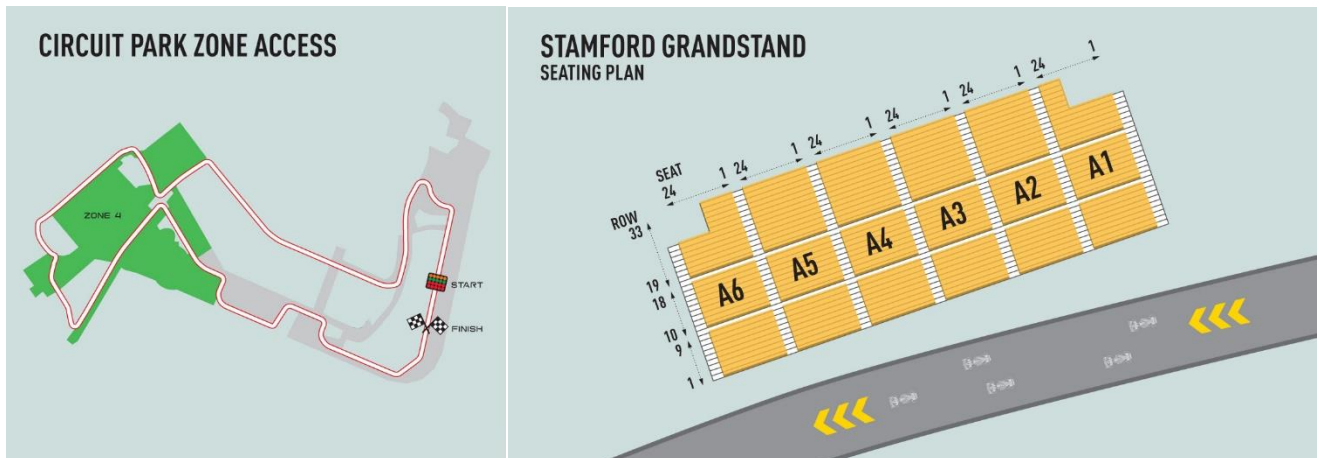 CIRCUIT PARK ZONE ACCESS
ZONE 4
START
FINISH
STAMFORD GRANDSTAND
SEATING PLAN
1
24
1
24
1
24
1
24
1
24
1
24
SEAT
ROW
33
19
18
10
9
1
A1
A2
A3
A4
A5
A6